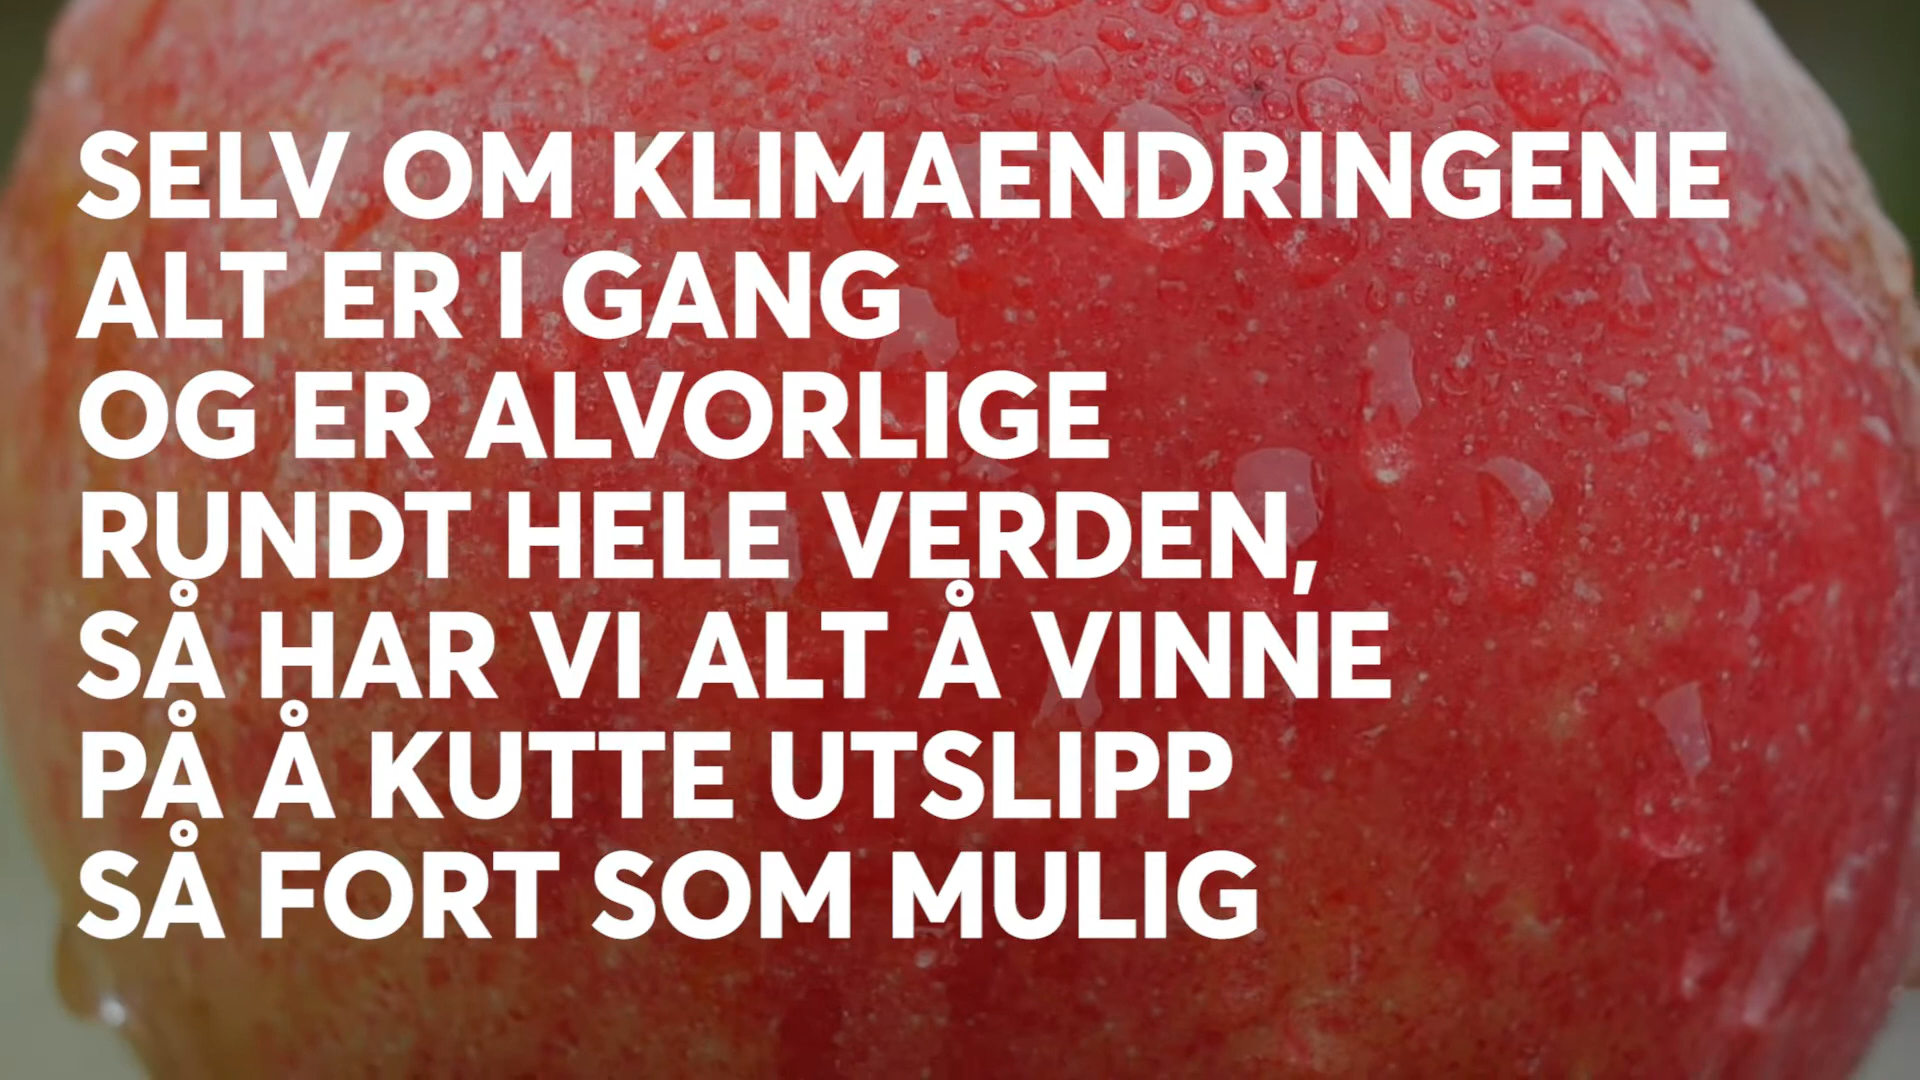 SELV OM KLIMAENDRINGENE
ALT ER I GANG
OG ER ALVORLIGE
RUNDT HELE VERDEN,
SÅ HAR VI ALT Å VINNE
PÅ Å KUTTE UTSLIPP
SÅ FORT SOM MULIG